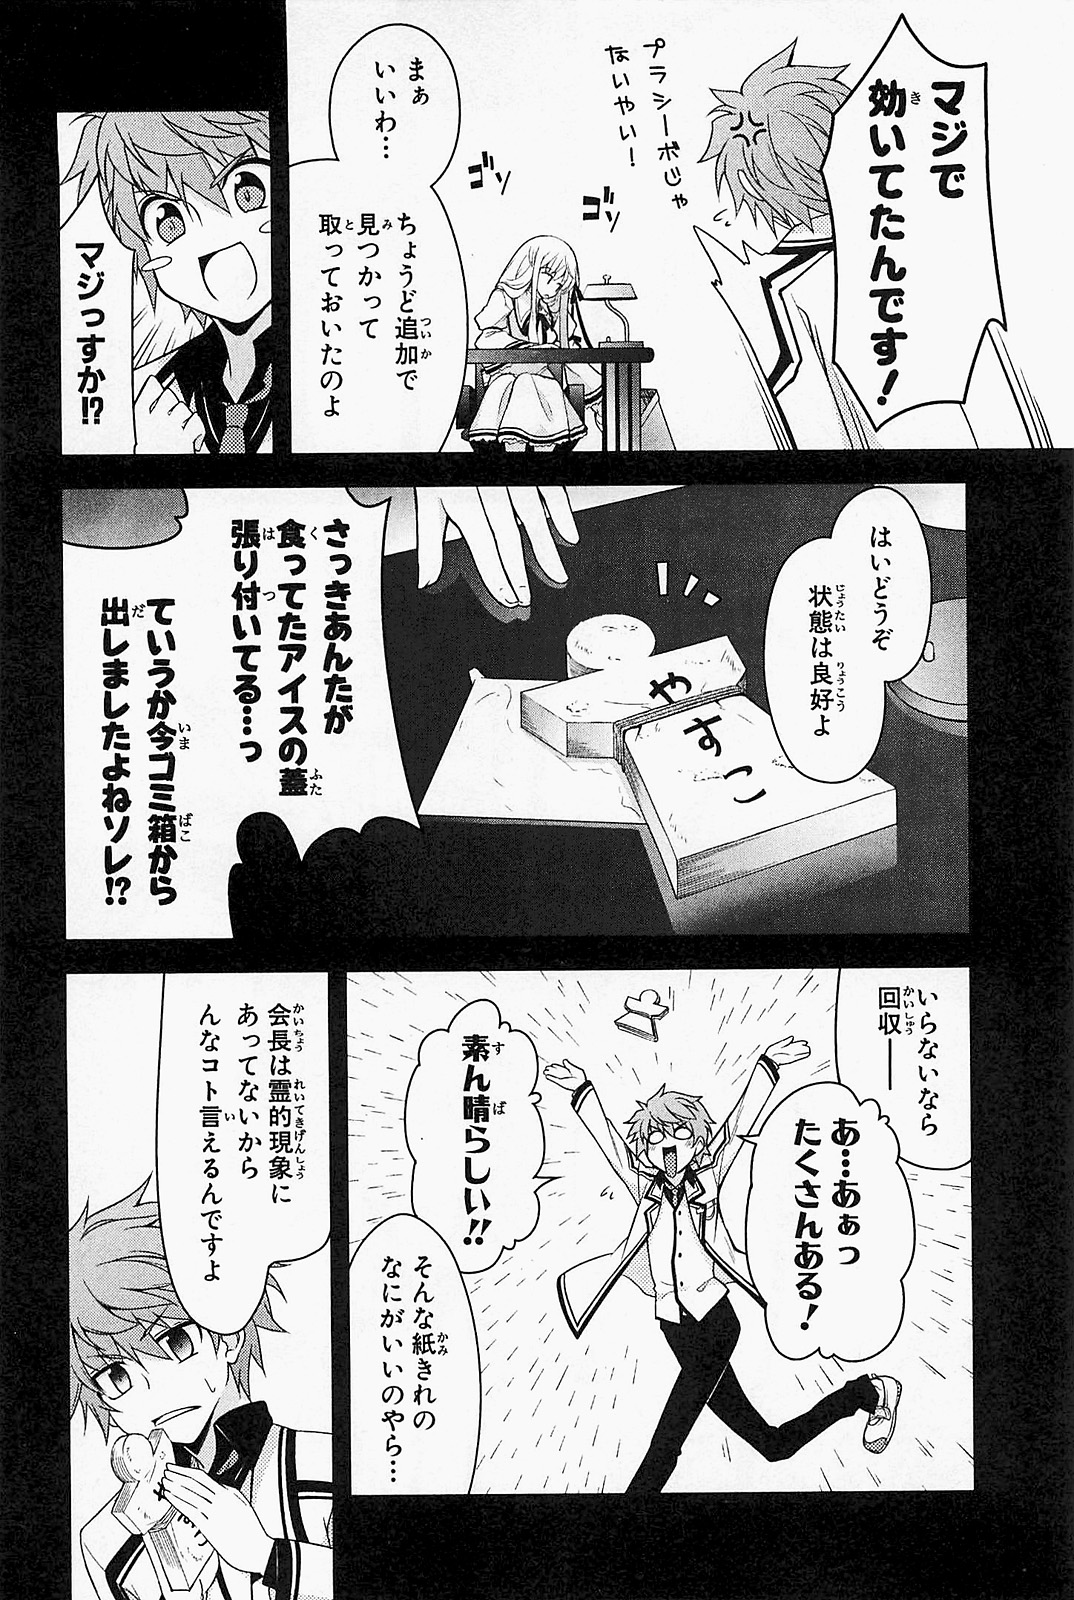 マジで
効いてたんです！
プラシーボじゃ
ないやい！
ゴソ
ゴソ
まぁ
いいわ…
ちょうど追加で
見つかって
取っておいたのよ
マジっすか!?
はいどうぞ
状態は良好よ
やすこ
さっきあんたが
食ってたアイスの蓋
張り付いてる…っ
ていうか今ゴミ箱から
出しましたよねソレ!?
いらないなら
回収──
あ…あぁっ
たくさんある！
素ん晴らしい!!
そんな紙きれの
なにがいいのやら…
会長は霊的現象に
あってないから
んなコト言えるんですよ